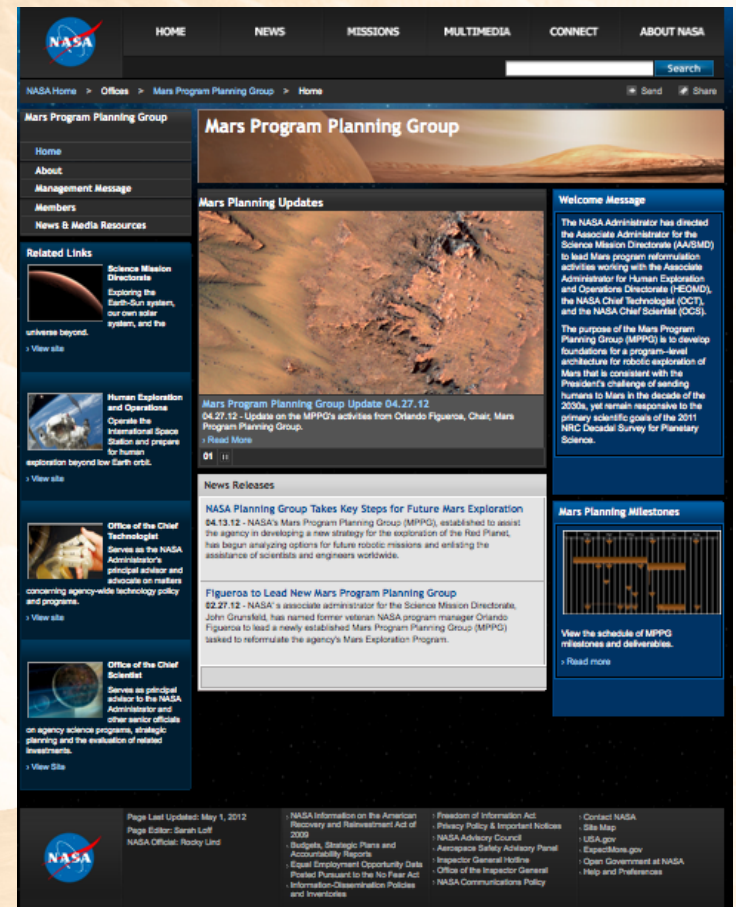 NASA
HOME NEWS MISSIONS MULTIMEDIA CONNECT ABOUT NASA
Search
NASA Home > Offices > Mars Program Planning Group > Home
Send Share
Mars Program Planning Group
Home
About
Management Message
Members
News & Media Resources
Related Links
Science Mission
Directorate
Exploring the
Earth-Sun system,
our own solar
system, and the
universe beyond.
› View site
Human Exploration
and Operations
Operate the
International Space
Station and prepare
for human
exploration beyond low Earth orbit.
› View site
Office of the Chief
Technologist
Serves as the NASA
Administrator's
principal advisor and
advocate on matters
concerning agency-wide technology policy
and programs.
› View site
Office of the Chief
Scientist
Serves as principal
advisor to the NASA
Administrator and
other senior officials
on agency science programs, strategic
planning and the evaluation of related
investments.
› View Site
Mars Program Planning Group
Mars Planning Updates
Mars Program Planning Group Update 04.27.12
04.27.12 - Update on the MPPG's activities from Orlando Figueroa, Chair, Mars
Program Planning Group.
› Read More
01
News Releases
NASA Planning Group Takes Key Steps for Future Mars Exploration
04.13.12 - NASA's Mars Program Planning Group (MPPG), established to assist
the agency in developing a new strategy for the exploration of the Red Planet,
has begun analyzing options for future robotic missions and enlisting the
assistance of scientists and engineers worldwide.
Figueroa to Lead New Mars Program Planning Group
02.27.12 - NASA' s associate administrator for the Science Mission Directorate,
John Grunsfeld, has named former veteran NASA program manager Orlando
Figueroa to lead a newly established Mars Program Planning Group (MPPG)
tasked to reformulate the agency's Mars Exploration Program.
Welcome Message
The NASA Administrator has directed
the Associate Administrator for the
Science Mission Directorate (AA/SMD)
to lead Mars program reformulation
activities working with the Associate
Administrator for Human Exploration
and Operations Directorate (HEOMD),
the NASA Chief Technologist (OCT),
and the NASA Chief Scientist (OCS).
The purpose of the Mars Program
Planning Group (MPPG) is to develop
foundations for a program--level
architecture for robotic exploration of
Mars that is consistent with the
President's challenge of sending
humans to Mars in the decade of the
2030s, yet remain responsive to the
primary scientific goals of the 2011
NRC Decadal Survey for Planetary
Science.
Mars Planning Milestones
View the schedule of MPPG
milestones and deliverables.
› Read more
NASA
Page Last Updated: May 1, 2012
Page Editor: Sarah Loff
NASA Official: Rocky Lind
› NASA Information on the American
Recovery and Reinvestment Act of
2009
› Budgets, Strategic Plans and
Accountability Reports
› Equal Employment Opportunity Data
Posted Pursuant to the No Fear Act
› Information-Dissemination Policies
and Inventories
› Freedom of Information Act
› Privacy Policy & Important Notices
› NASA Advisory Council
› Aerospace Safety Advisory Panel
› Inspector General Hotline
› Office of the Inspector General
› NASA Communications Policy
› Contact NASA
› Site Map
› USA.gov
› ExpectMore.gov
› Open Government at NASA
› Help and Preferences